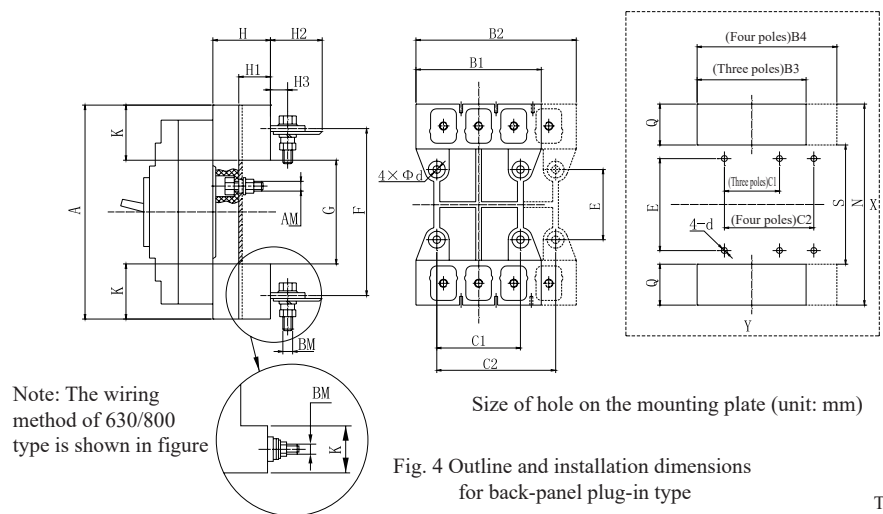 H
H2
H1
H3
K
A
K
AM
G
F
BM
B2
B1
4×Φd
E
C1
C2
(Four poles)B4
(Three poles)B3
Q
(Three poles)C1
E
(Four poles)C2
S
N
X
4-d
Q
Y
Note: The wiring
method of 630/800
type is shown in figure
BM
K
Size of hole on the mounting plate (unit: mm)
Fig. 4 Outline and installation dimensions
for back-panel plug-in type
T